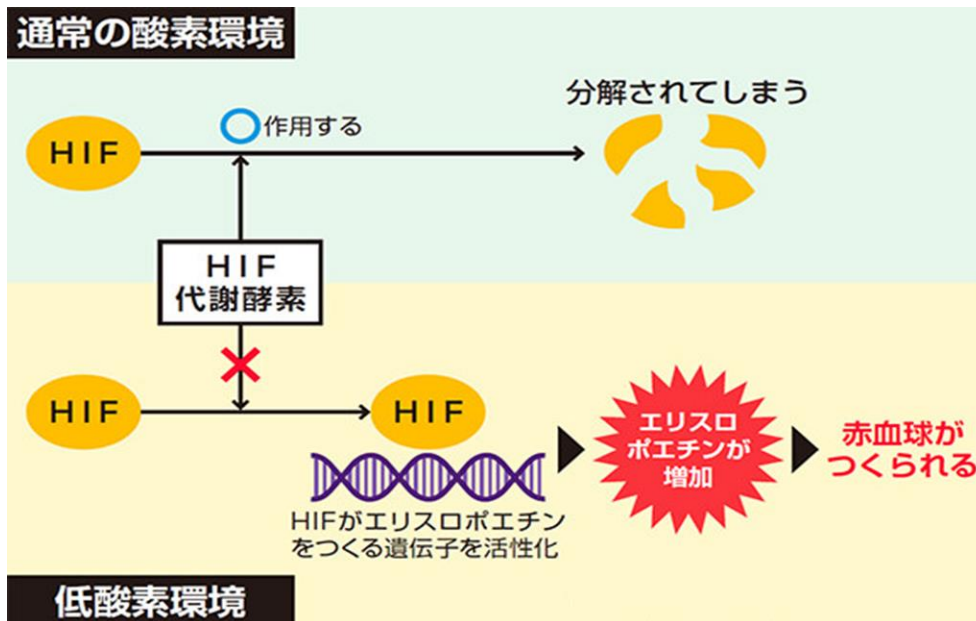 通常の酸素環境
分解されてしまう
作用する
HIF
HIF
代謝酵素
HIF
HIF
エリスロ
ポエチンが
増加
赤血球が
つくられる
HIFがエリスロポエチン
をつくる遺伝子を活性化
低酸素環境